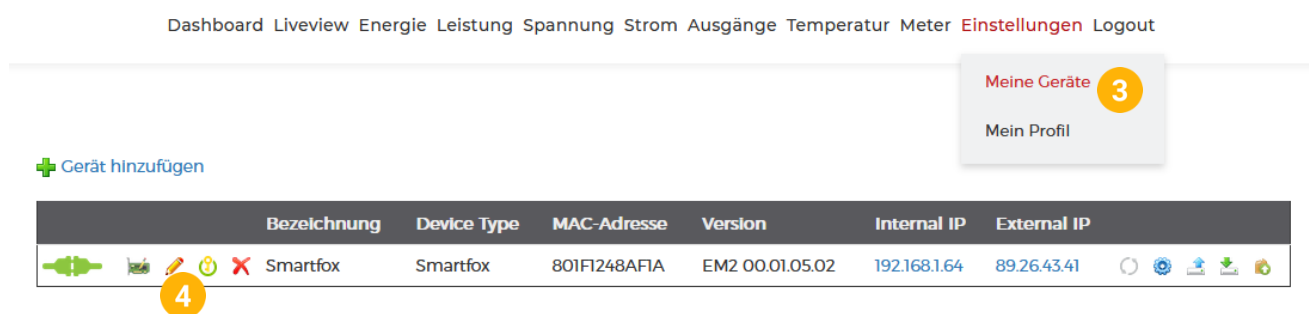 Dashboard Liveview Energie Leistung Spannung Strom Ausgänge Temperatur Meter Einstellungen Logout
Meine Geräte 3
Mein Profil
Gerät hinzufügen
Bezeichnung Device Type MAC-Adresse Version Internal IP External IP
Smartfox Smartfox 801F1248AF1A EM2 00.01.05.02 192.168.1.64 89.26.43.41
4